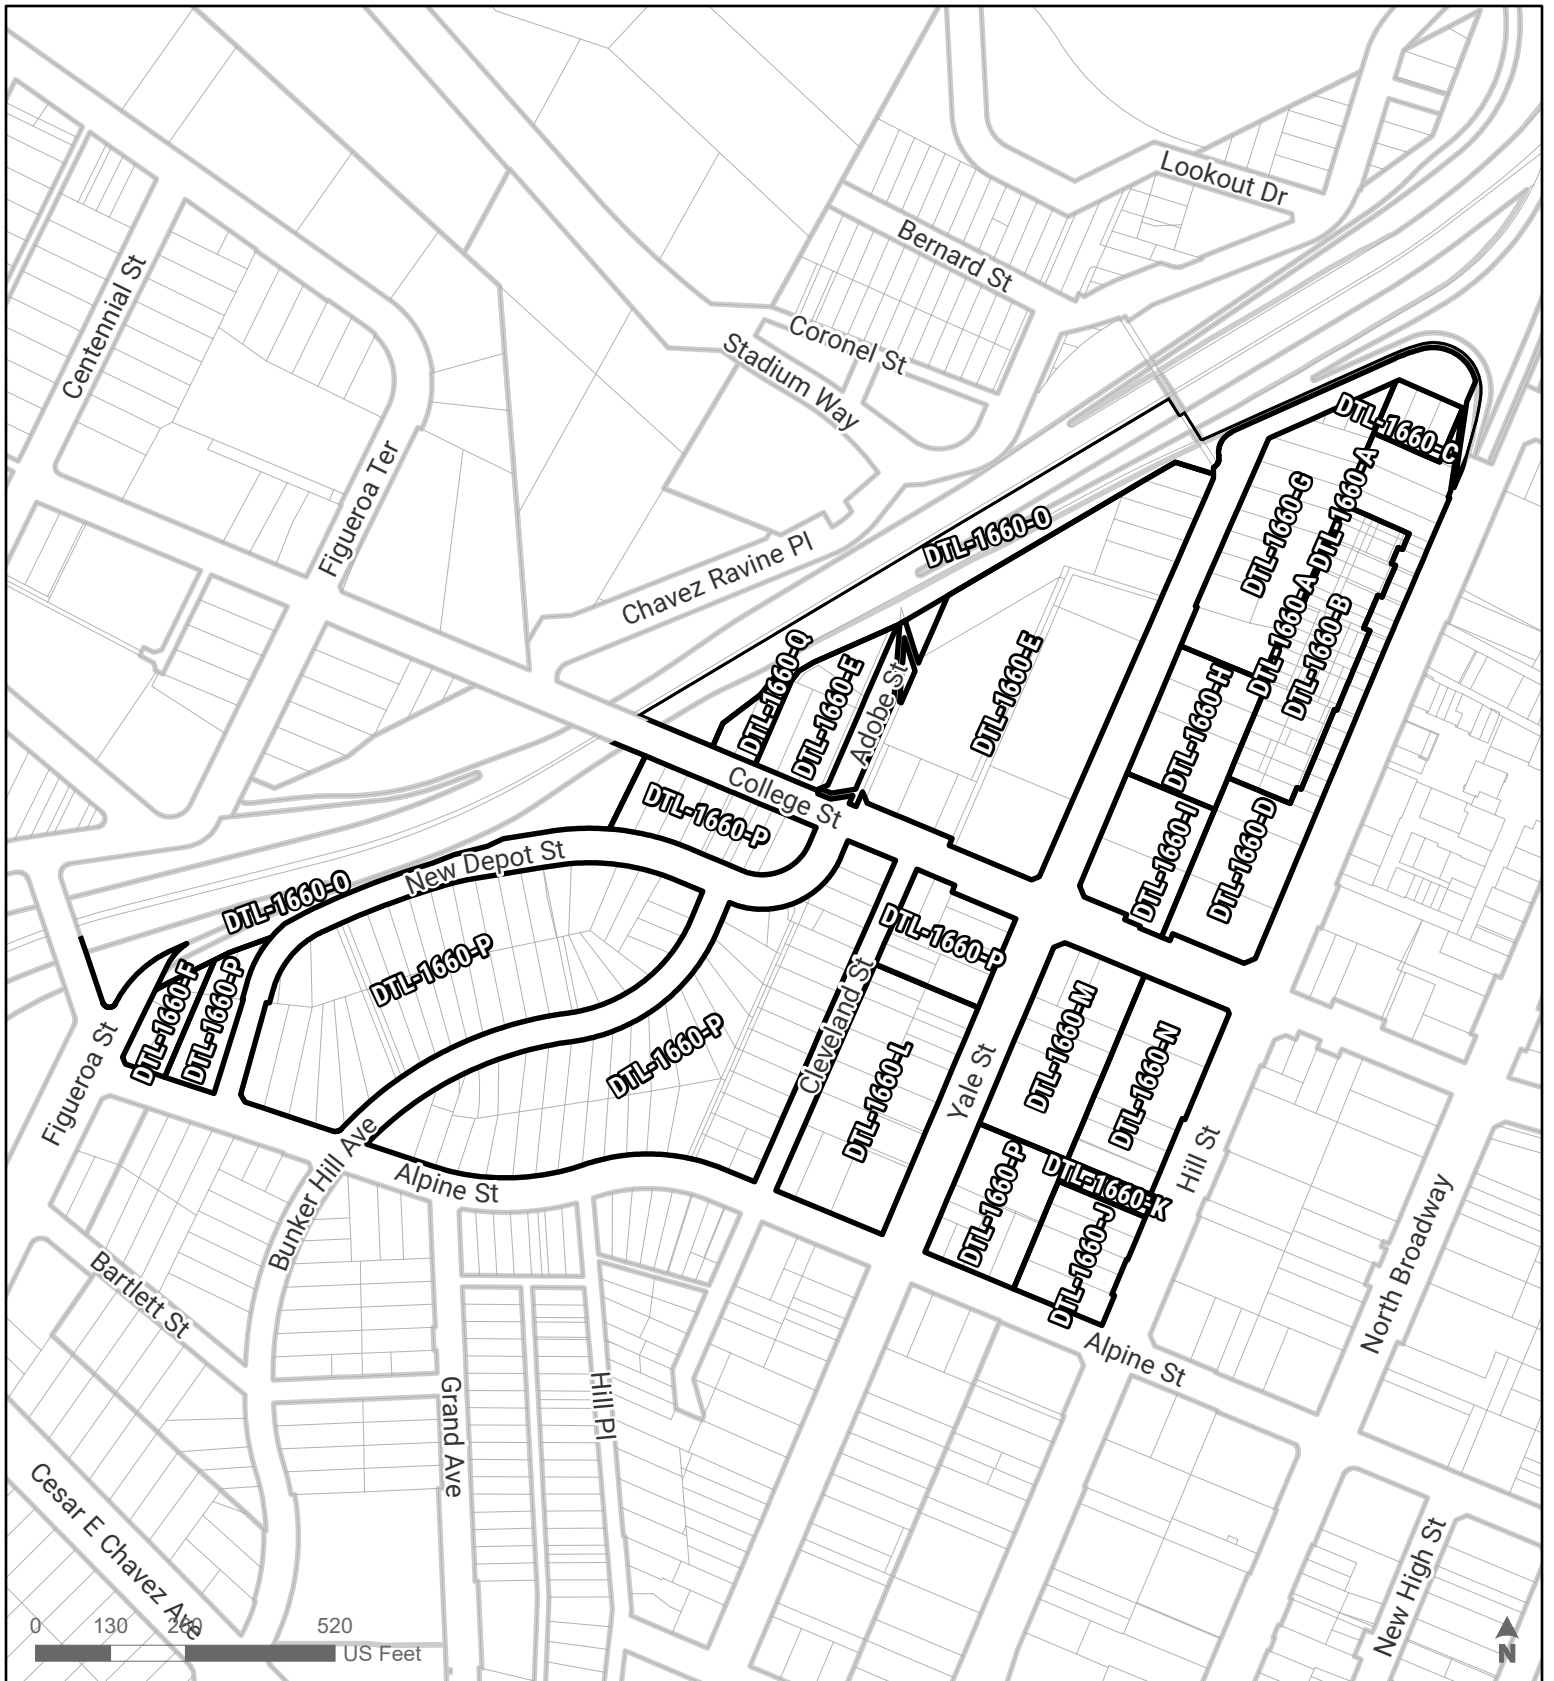 Lookout Dr
Bernard St
Centennial St
Coronel St
Stadium Way
DTL-1660-C
Figueroa Ter
DTL-1660-A
DTL-1660-G
DTL-1660-O
Chavez Ravine Pl
DTL-1660-A
DTL-1660-B
DTL-1660-Q
DTL-1660-E
DTL-1660-E
Adobe St
DTL-1660-H
College St
DTL-1660-P
DTL-1660-I
DTL-1660-D
New Depot St
DTL-1660-O
DTL-1660-P
DTL-1660-P
DTL-1660-F
DTL-1660-P
Cleveland St
DTL-1660-M
DTL-1660-N
DTL-1660-P
Figueroa St
Yale St
DTL-1660-L
DTL-1660-P
DTL-1660-K
Hill St
Bunker Hill Ave
Alpine St
DTL-1660-J
Bartlett St
North Broadway
Alpine St
Grand Ave
Hill Pl
Cesar E Chavez Ave
New High St
0 130 260 520
US Feet
N